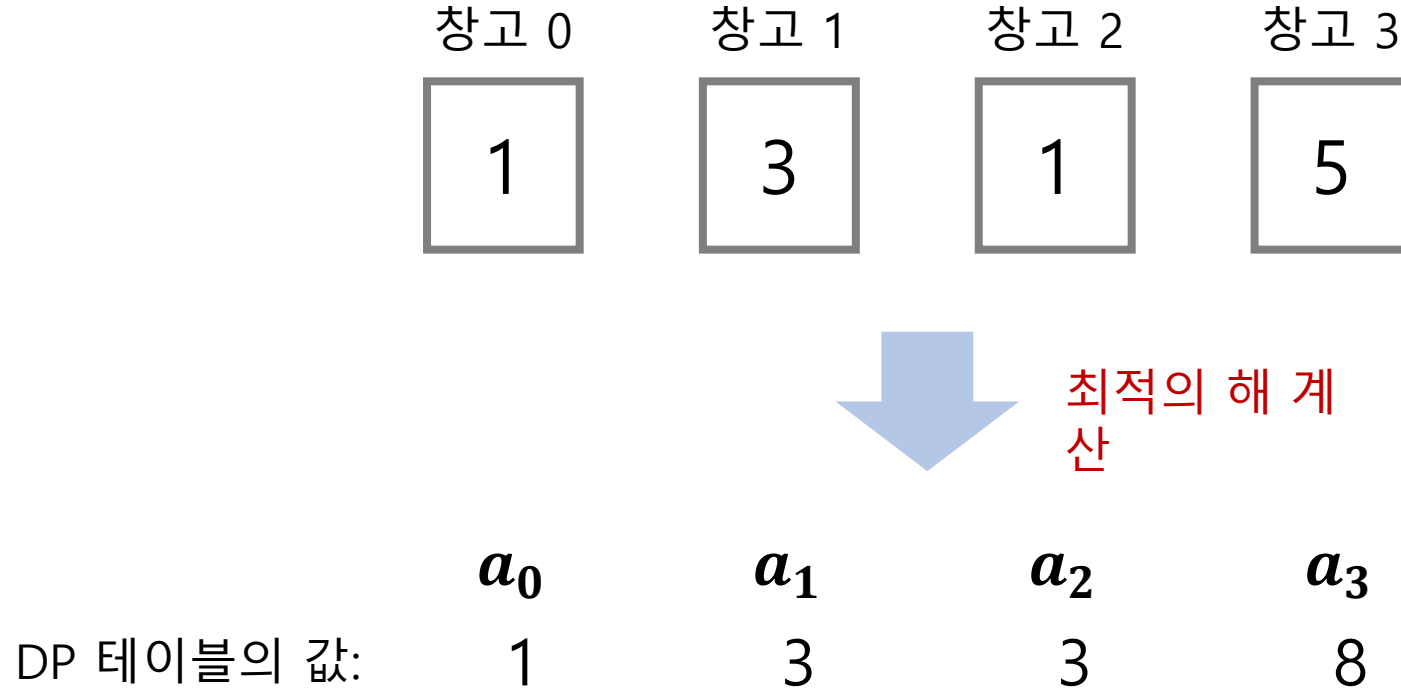 창고 0 창고 1 창고 2 창고 3
1 3 1 5
최적의 해 계
산
a₀ a₁ a₂ a₃
DP 테이블의 값: 1 3 3 8